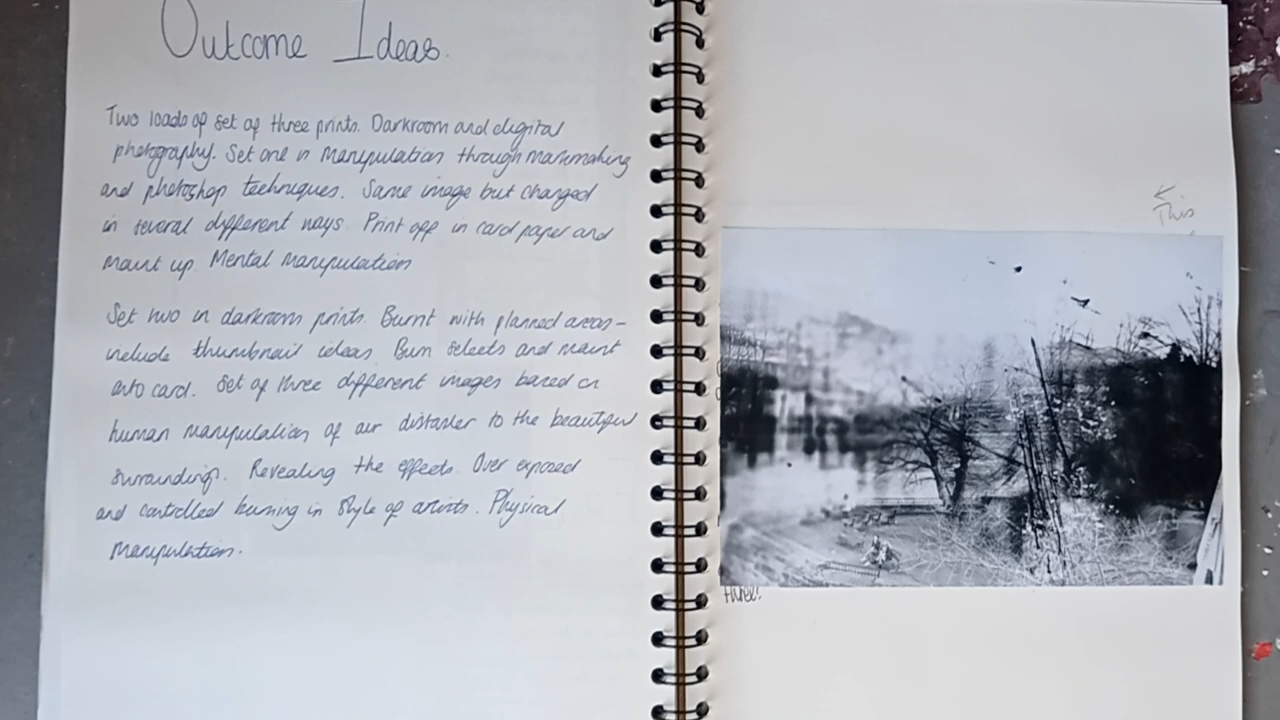 Outcome Ideas.
Two loads of set of three prints. Darkroom and digital
photography. Set one in manipulation through markmaking
and photoshop techniques. Same image but changed
in several different ways. Print off in card paper and
mount up. Mental manipulation
Set two in darkroom prints. Burnt with planned areas -
include thumbnail ideas. Burn selects and mount
onto card. Set of three different images based on
human manipulation of our distaster to the beautiful
surroundings. Revealing the effects. Over exposed
and controlled burning in style of artists. Physical
manipulation.
This
three!